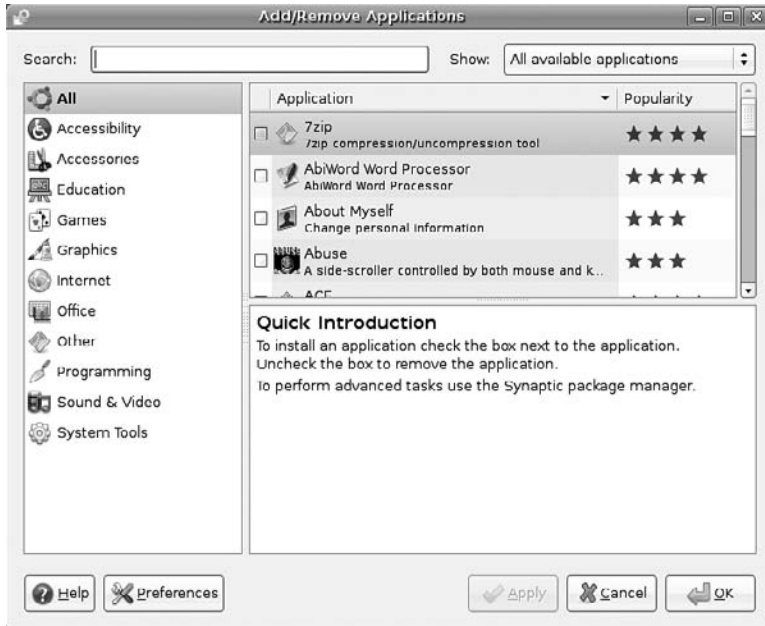 Add/Remove Applications
Search:
Show: All available applications
All
Accessibility
Accessories
Education
Games
Graphics
Internet
Office
Other
Programming
Sound & Video
System Tools
Application Popularity
7zip
7zip compression/uncompression tool
AbiWord Word Processor
AbiWord Word Processor
About Myself
Change personal information
Abuse
A side-scroller controlled by both mouse and k...
Quick Introduction
To install an application check the box next to the application.
Uncheck the box to remove the application.
To perform advanced tasks use the Synaptic package manager.
Help Preferences Apply Cancel OK